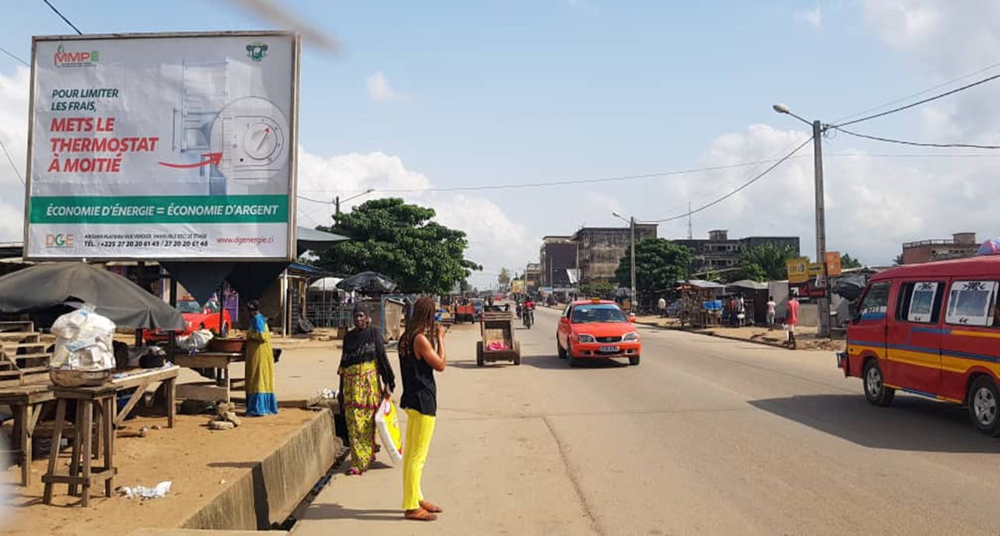 MMPE
POUR LIMITER
LES FRAIS,
METS LE
THERMOSTAT
À MOITIÉ
ÉCONOMIE D'ÉNERGIE = ÉCONOMIE D'ARGENT
DGE
TÉL. : +225 27 20 20 61 45 / 27 20 20 61 48
www.dgenergie.ci